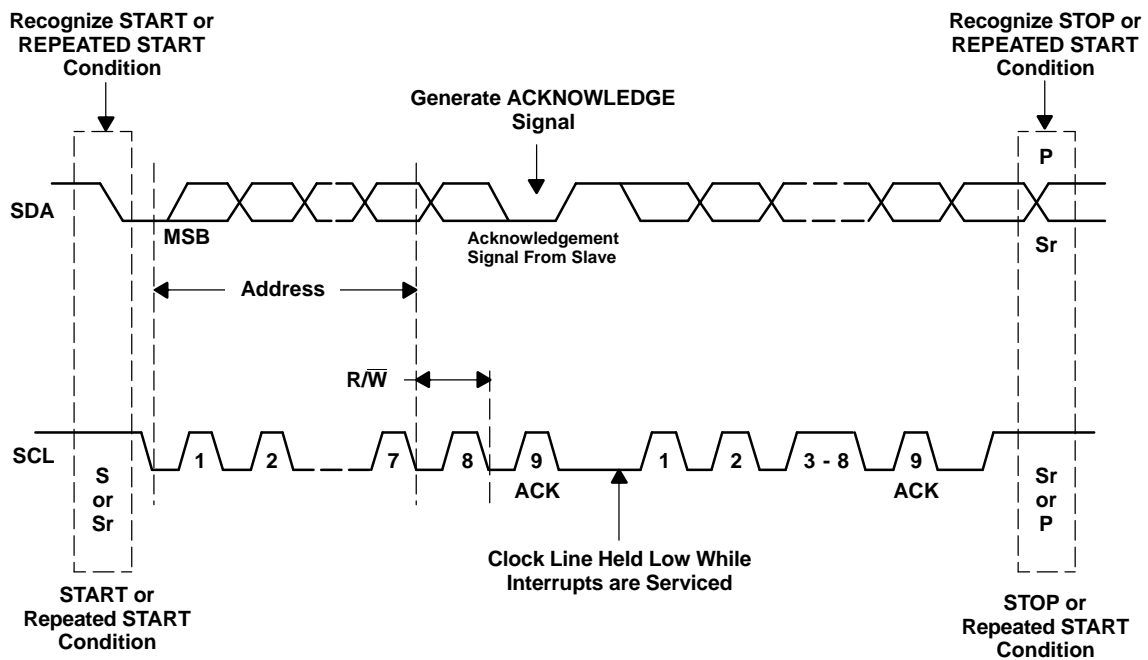 Recognize START or
REPEATED START
Condition
Recognize STOP or
REPEATED START
Condition
Generate ACKNOWLEDGE
Signal
P
SDA
MSB
Acknowledgement
Signal From Slave
Sr
Address
R/W̅
SCL
1
2
7
8
9
1
2
3 - 8
9
ACK
ACK
S
or
Sr
Sr
or
P
Clock Line Held Low While
Interrupts are Serviced
START or
Repeated START
Condition
STOP or
Repeated START
Condition